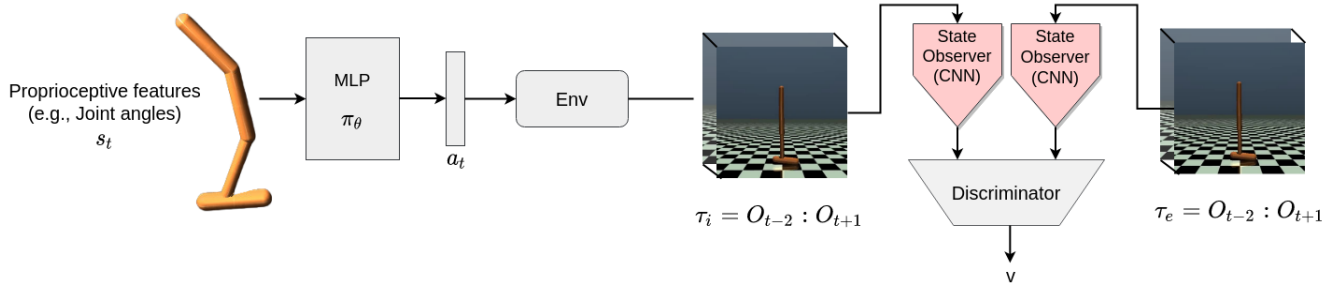 Proprioceptive features
(e.g., Joint angles)
s_t
MLP
π_θ
a_t
Env
τ_i = O_{t−2} : O_{t+1}
State
Observer
(CNN)
State
Observer
(CNN)
Discriminator
v
τ_e = O_{t−2} : O_{t+1}